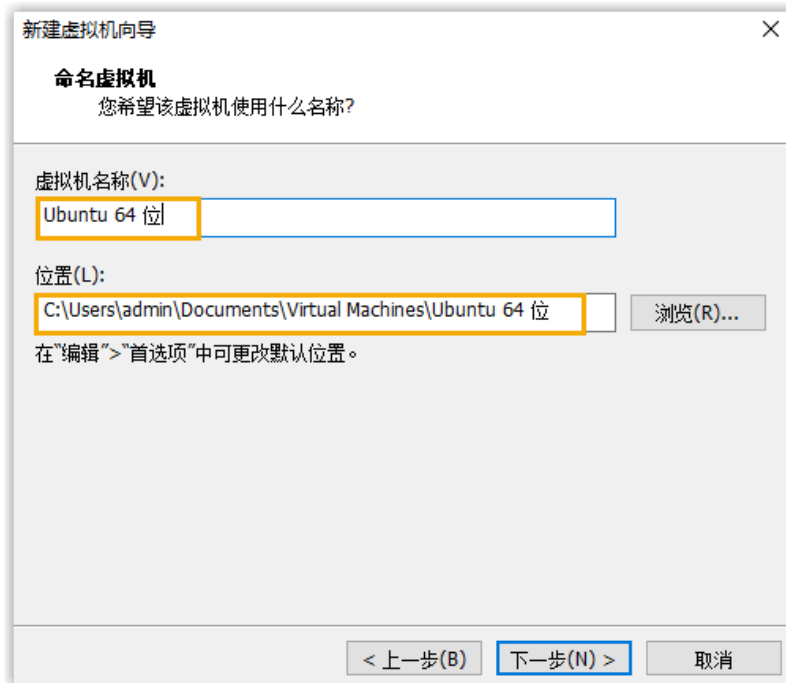 新建虚拟机向导
命名虚拟机
您希望该虚拟机使用什么名称?
虚拟机名称(V):
Ubuntu 64 位
位置(L):
C:\Users\admin\Documents\Virtual Machines\Ubuntu 64 位
浏览(R)...
在"编辑">"首选项"中可更改默认位置。
< 上一步(B) 下一步(N) > 取消